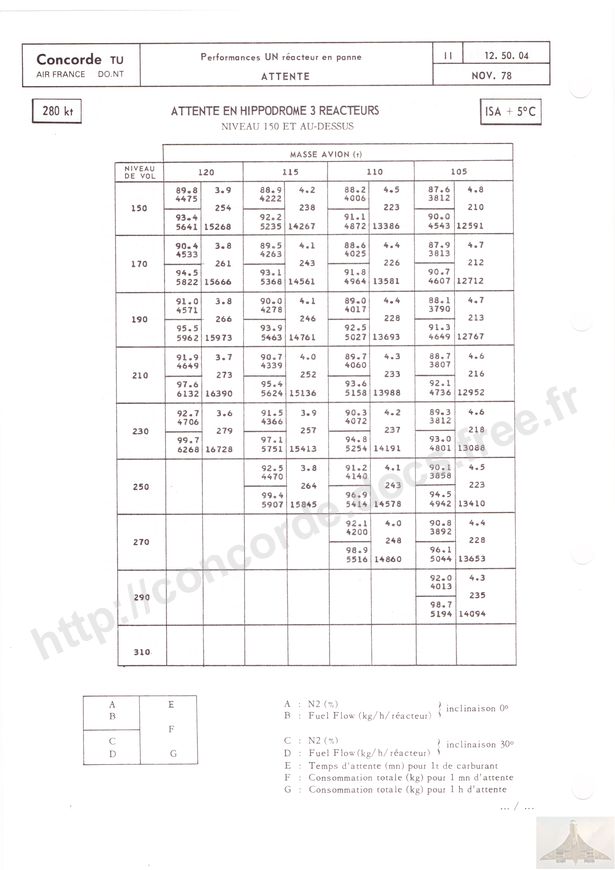 Concorde TU
AIR FRANCE DO.NT
Performances UN réacteur en panne
ATTENTE
11
12. 50. 04
NOV. 78
280 kt
ATTENTE EN HIPPODROME 3 REACTEURS
NIVEAU 150 ET AU-DESSUS
ISA + 5°C
MASSE AVION (t)
NIVEAU DE VOL 120 115 110 105
89.8 3.9 88.9 4.2 88.2 4.5 87.6 4.8
4475 4222 4006 3812
150 254 238 223 210
93.4 92.2 91.1 90.0
5641 15268 5235 14267 4872 13386 4543 12591
90.4 3.8 89.5 4.1 88.6 4.4 87.9 4.7
4533 4263 4025 3813
170 261 243 226 212
94.5 93.1 91.8 90.7
5822 15666 5368 14561 4964 13581 4607 12712
91.0 3.8 90.0 4.1 89.0 4.4 88.1 4.7
4571 4278 4017 3790
190 266 246 228 213
95.5 93.9 92.5 91.3
5962 15973 5463 14761 5027 13693 4649 12767
91.9 3.7 90.7 4.0 89.7 4.3 88.7 4.6
4649 4339 4060 3807
210 273 252 233 216
97.6 95.4 93.6 92.1
6132 16390 5624 15136 5158 13988 4736 12952
92.7 3.6 91.5 3.9 90.3 4.2 89.3 4.6
4706 4366 4072 3812
230 279 257 237 218
99.7 97.1 94.8 93.0
6268 16728 5751 15413 5254 14191 4801 13088
92.5 3.8 91.2 4.1 90.1 4.5
4470 4140 3858
250 264 243 223
99.4 96.9 94.5
5907 15845 5414 14578 4942 13410
92.1 4.0 90.8 4.4
4200 3892
270 248 228
98.9 96.1
5516 14860 5044 13653
92.0 4.3
4013
290 235
98.7
5194 14094
310
http://concorde.docs.free.fr
A E
B
F
C
D G
A : N2 (%)
B : Fuel Flow (kg/h/réacteur)
inclinaison 0°
C : N2 (%)
D : Fuel Flow(kg/h/réacteur)
inclinaison 30°
E : Temps d'attente (mn) pour 1t de carburant
F : Consommation totale (kg) pour 1 mn d'attente
G : Consommation totale (kg) pour 1 h d'attente
... / ...